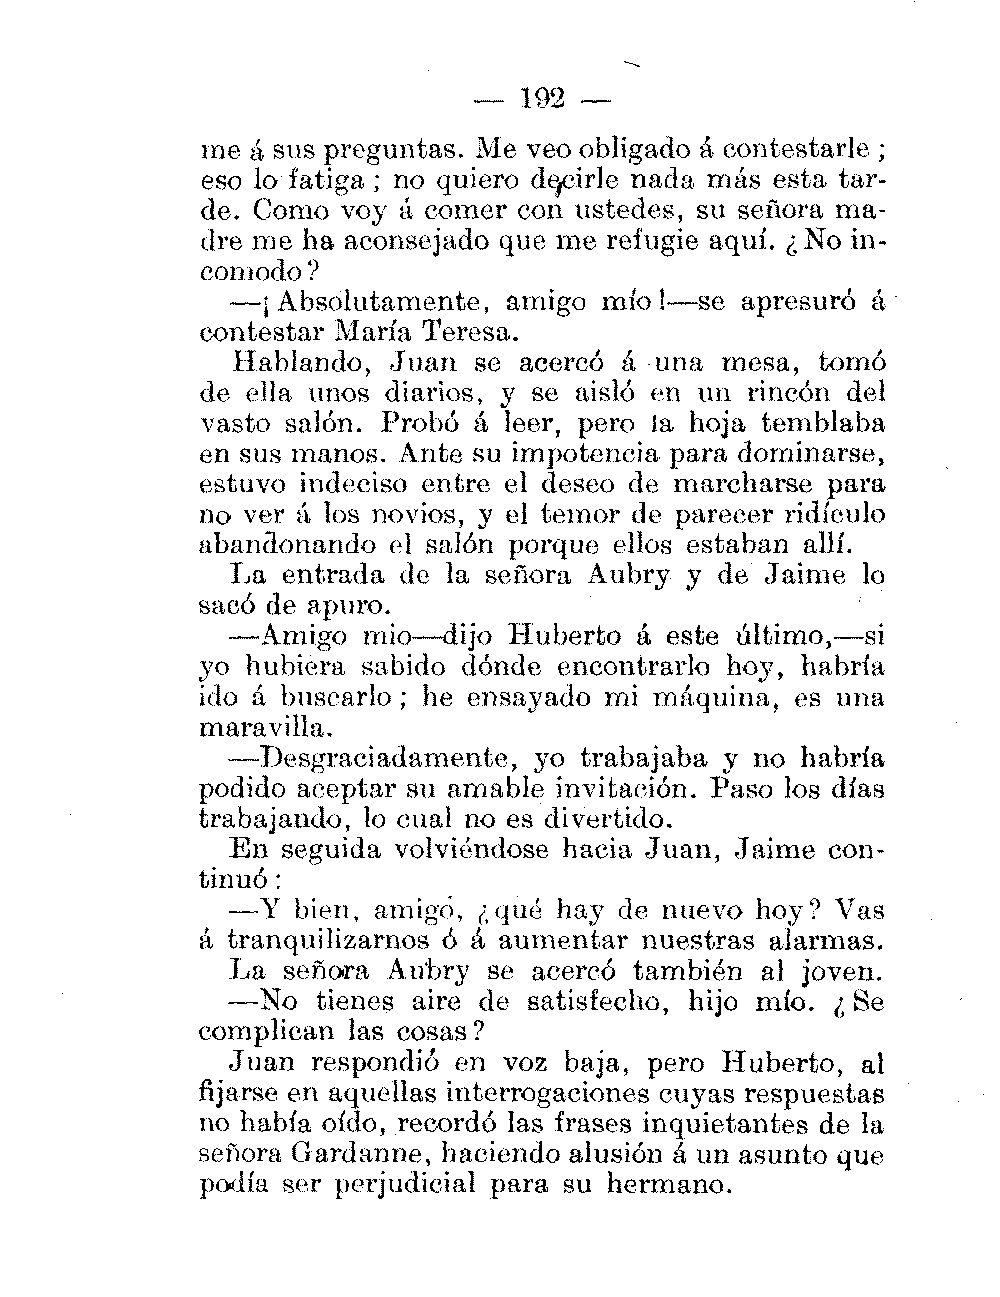 — 192 —
me á sus preguntas. Me veo obligado á contestarle ;
eso lo fatiga ; no quiero decirle nada más esta tar-
de. Como voy á comer con ustedes, su señora ma-
dre me ha aconsejado que me refugie aquí. ¿ No in-
comodo ?
—¡ Absolutamente, amigo mío !—se apresuró á
contestar María Teresa.
Hablando, Juan se acercó á una mesa, tomó
de ella unos diarios, y se aisló en un rincón del
vasto salón. Probó á leer, pero la hoja temblaba
en sus manos. Ante su impotencia para dominarse,
estuvo indeciso entre el deseo de marcharse para
no ver á los novios, y el temor de parecer ridículo
abandonando el salón porque ellos estaban allí.
La entrada de la señora Aubry y de Jaime lo
sacó de apuro.
—Amigo mio—dijo Huberto á este último,—si
yo hubiera sabido dónde encontrarlo hoy, habría
ido á buscarlo ; he ensayado mi máquina, es una
maravilla.
—Desgraciadamente, yo trabajaba y no habría
podido aceptar su amable invitación. Paso los días
trabajando, lo cual no es divertido.
En seguida volviéndose hacia Juan, Jaime con-
tinuó :
—Y bien, amigo, ¿ qué hay de nuevo hoy ? Vas
á tranquilizarnos ó á aumentar nuestras alarmas.
La señora Aubry se acercó también al joven.
—No tienes aire de satisfecho, hijo mío. ¿ Se
complican las cosas ?
Juan respondió en voz baja, pero Huberto, al
fijarse en aquellas interrogaciones cuyas respuestas
no había oído, recordó las frases inquietantes de la
señora Gardanne, haciendo alusión á un asunto que
podía ser perjudicial para su hermano.